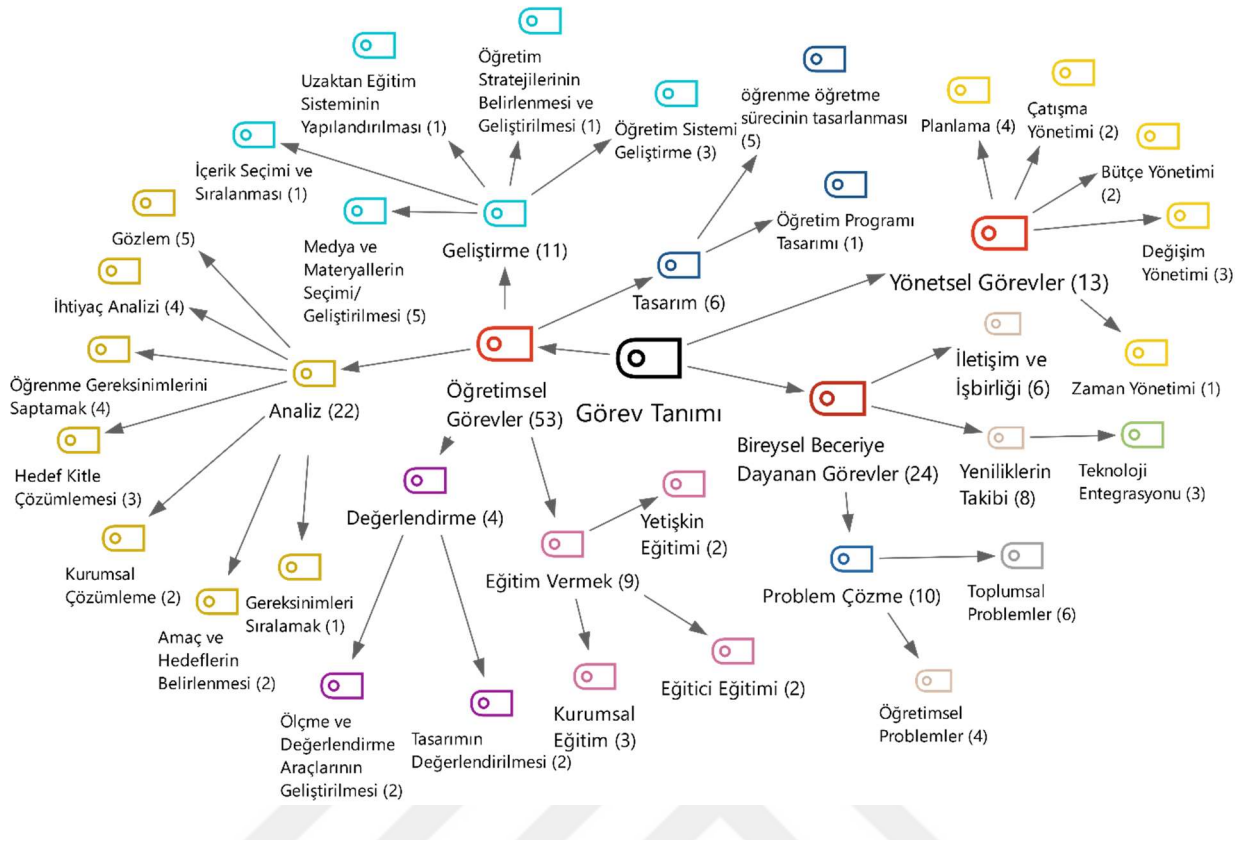 Uzaktan Eğitim
Sisteminin
Yapılandırılması (1)
Öğretim
Stratejilerinin
Belirlenmesi ve
Geliştirilmesi (1)
Öğretim Sistemi
Geliştirme (3)
öğrenme öğretme
sürecinin tasarlanması
(5)
Planlama (4)
Çatışma
Yönetimi (2)
Bütçe Yönetimi
(2)
Değişim
Yönetimi (3)
İçerik Seçimi ve
Sıralanması (1)
Medya ve
Materyallerin
Seçimi/
Geliştirilmesi (5)
Geliştirme (11)
Öğretim Programı
Tasarımı (1)
Tasarım (6)
Yönetsel Görevler (13)
Gözlem (5)
İhtiyaç Analizi (4)
Öğrenme Gereksinimlerini
Saptamak (4)
Analiz (22)
Öğretimsel
Görevler (53)
Görev Tanımı
İletişim ve
İşbirliği (6)
Zaman Yönetimi (1)
Bireysel Beceriye
Dayanan Görevler (24)
Yeniliklerin
Takibi (8)
Teknoloji
Entegrasyonu (3)
Hedef Kitle
Çözümlemesi (3)
Değerlendirme (4)
Yetişkin
Eğitimi (2)
Kurumsal
Çözümleme (2)
Gereksinimleri
Sıralamak (1)
Eğitim Vermek (9)
Problem Çözme (10)
Toplumsal
Problemler (6)
Amaç ve
Hedeflerin
Belirlenmesi (2)
Eğitici Eğitimi (2)
Ölçme ve
Değerlendirme
Araçlarının
Geliştirilmesi (2)
Tasarımın
Değerlendirilmesi (2)
Kurumsal
Eğitim (3)
Öğretimsel
Problemler (4)